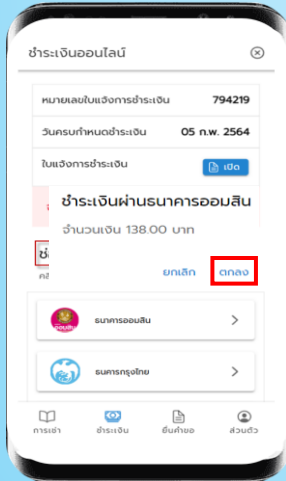 ชำระเงินออนไลน์
หมายเลขใบแจ้งการชำระเงิน 794219
วันครบกำหนดชำระเงิน 05 ก.พ. 2564
ใบแจ้งการชำระเงิน เปิด
ชำระเงินผ่านธนาคารออมสิน
จำนวนเงิน 138.00 บาท
ยกเลิก ตกลง
ออมสิน
ธนาคารออมสิน
ธนคารกรุงไทย
การเช่า ชำระเงิน ยื่นคำขอ ส่วนตัว